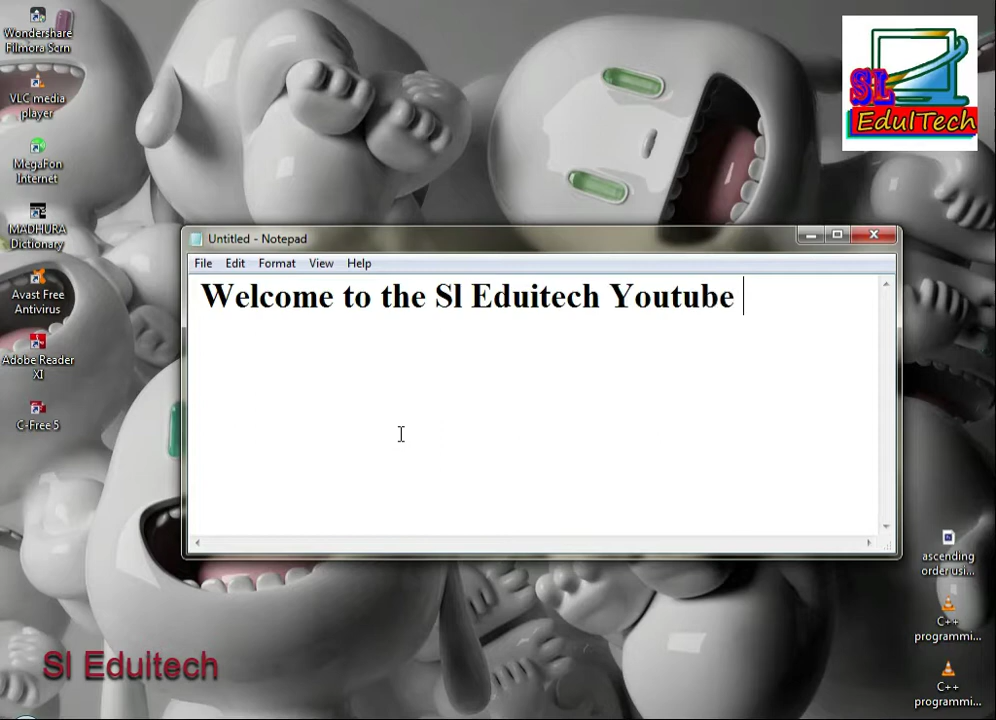 Wondershare
Filmora Scrn
VLC media
player
MegaFon
Internet
MADHURA
Dictionary
Avast Free
Antivirus
Adobe Reader
XI
C-Free 5
SL
EduITech
Untitled - Notepad
File Edit Format View Help
Welcome to the Sl Eduitech Youtube
ascending
order usi...
C++
programmi...
C++
programmi...
Sl Eduitech